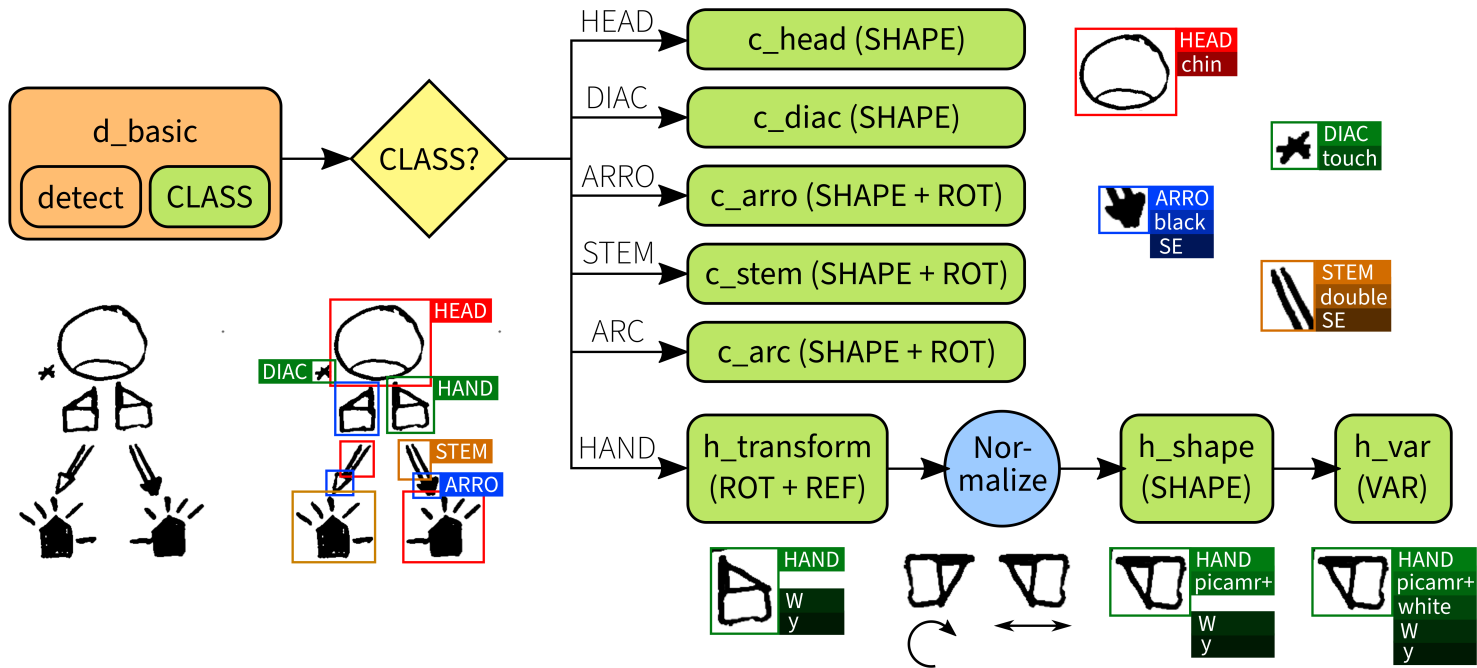 d_basic
detect
CLASS
CLASS?
HEAD
c_head (SHAPE)
DIAC
c_diac (SHAPE)
ARRO
c_arro (SHAPE + ROT)
STEM
c_stem (SHAPE + ROT)
ARC
c_arc (SHAPE + ROT)
HAND
h_transform
(ROT + REF)
Nor-
malize
h_shape
(SHAPE)
h_var
(VAR)
HEAD
chin
DIAC
touch
ARRO
black
SE
STEM
double
SE
HEAD
DIAC
HAND
STEM
ARRO
HAND
W
y
HAND
picamr+
W
y
HAND
picamr+
white
W
y